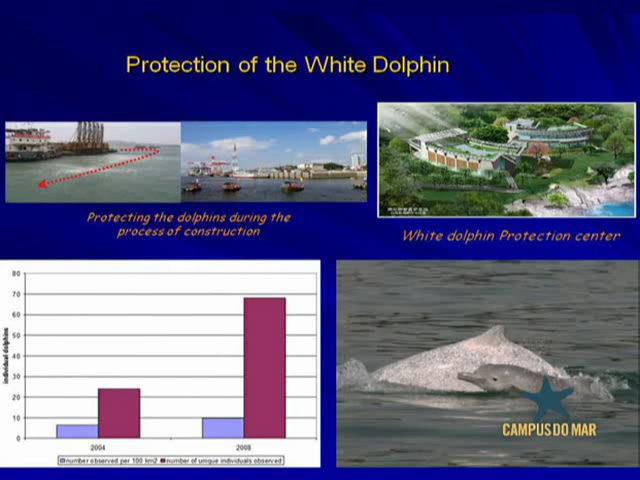 Protection of the White Dolphin
Protecting the dolphins during the
process of construction
White dolphin Protection center
80
70
60
50
40
30
20
10
0
individual dolphins
2004
2008
number observed per 100 km2
number of unique individuals observed
CAMPUS DO MAR